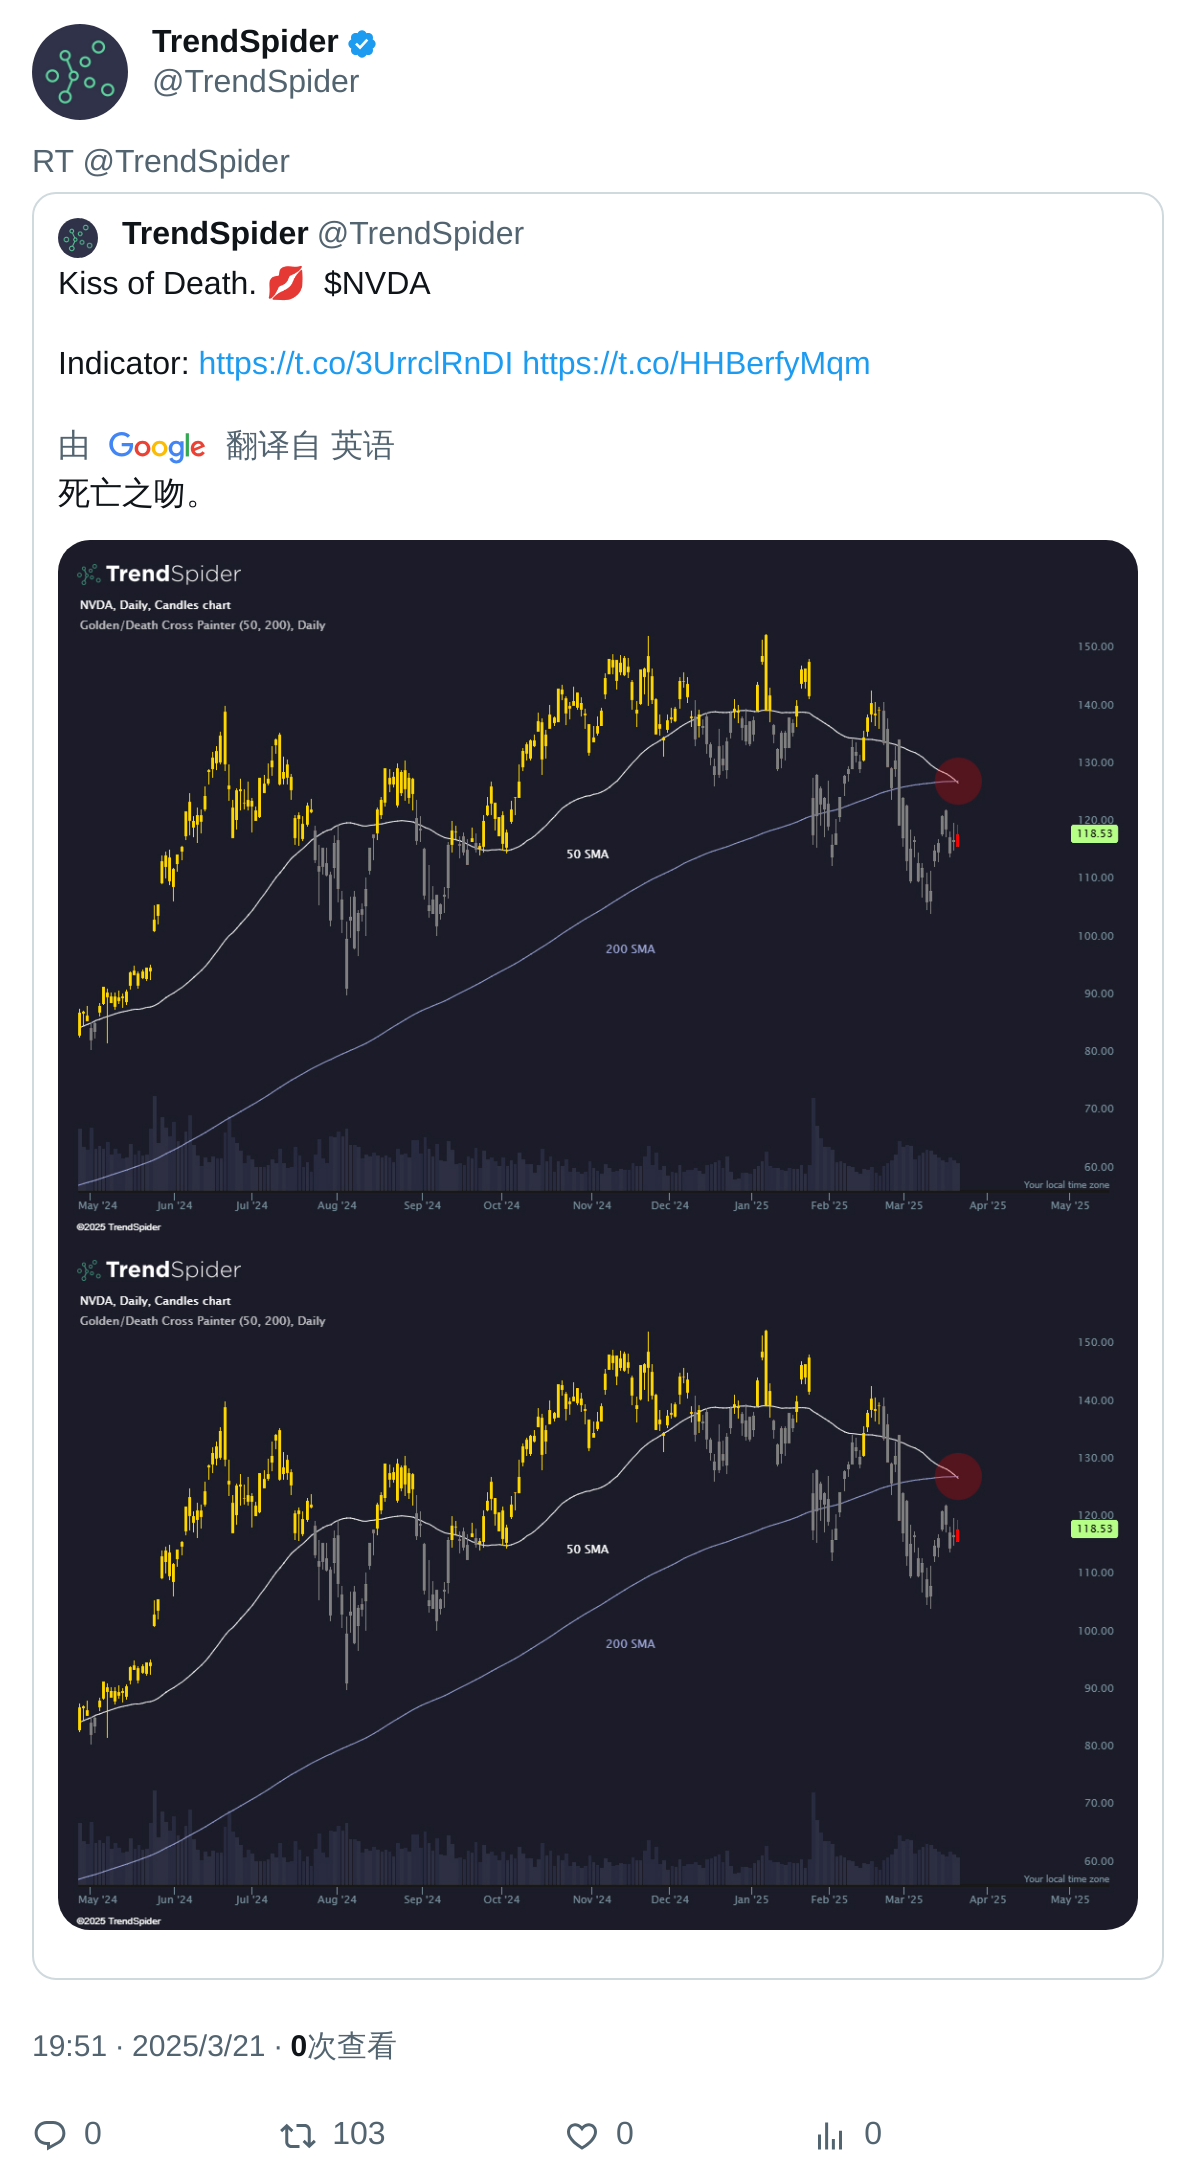 TrendSpider
@TrendSpider
RT @TrendSpider
TrendSpider @TrendSpider
Kiss of Death. 💋 $NVDA
Indicator: https://t.co/3UrrclRnDI https://t.co/HHBerfyMqm
由 Google 翻译自 英语
死亡之吻。
TrendSpider
NVDA, Daily, Candles chart
Golden/Death Cross Painter (50, 200), Daily
150.00
140.00
130.00
120.00
118.53
50 SMA
110.00
200 SMA
100.00
90.00
80.00
70.00
60.00
Your local time zone
May '24 Jun '24 Jul '24 Aug '24 Sep '24 Oct '24 Nov '24 Dec '24 Jan '25 Feb '25 Mar '25 Apr '25 May '25
©2025 TrendSpider
TrendSpider
NVDA, Daily, Candles chart
Golden/Death Cross Painter (50, 200), Daily
150.00
140.00
130.00
120.00
118.53
50 SMA
110.00
200 SMA
100.00
90.00
80.00
70.00
60.00
Your local time zone
May '24 Jun '24 Jul '24 Aug '24 Sep '24 Oct '24 Nov '24 Dec '24 Jan '25 Feb '25 Mar '25 Apr '25 May '25
©2025 TrendSpider
19:51 · 2025/3/21 · 0次查看
0 103 0 0